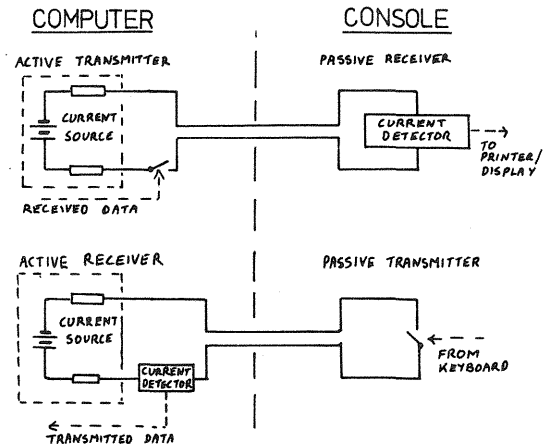 COMPUTER
CONSOLE
ACTIVE TRANSMITTER
PASSIVE RECEIVER
CURRENT
SOURCE
CURRENT
DETECTOR
TO
PRINTER/
DISPLAY
RECEIVED DATA
ACTIVE RECEIVER
PASSIVE TRANSMITTER
CURRENT
SOURCE
CURRENT
DETECTOR
FROM
KEYBOARD
TRANSMITTED DATA